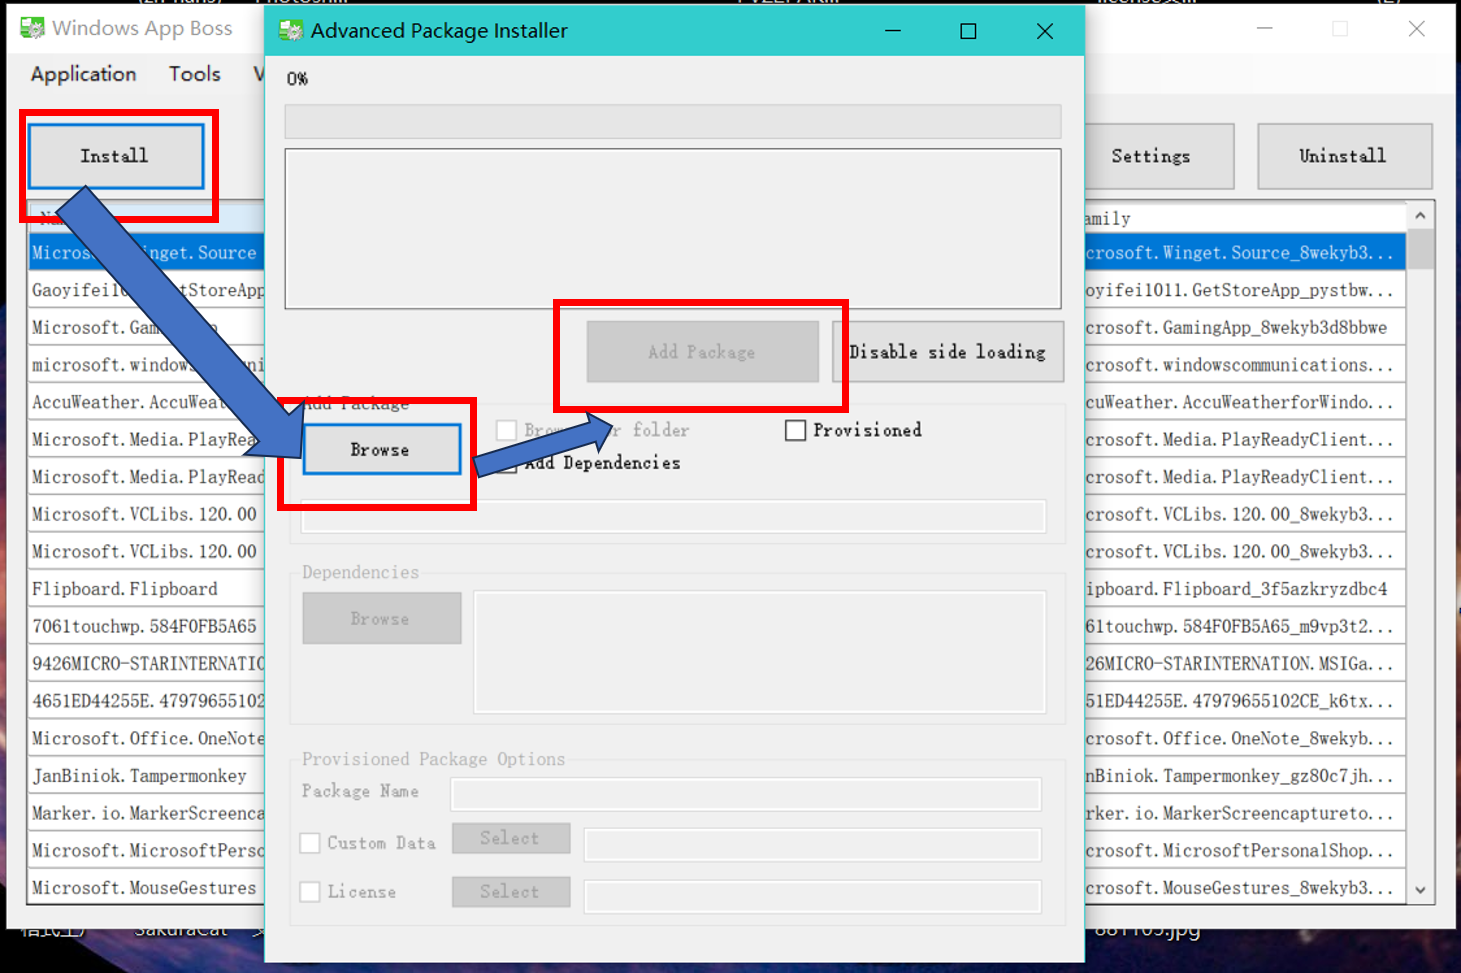 Windows App Boss
Advanced Package Installer
Application Tools
0%
Install
Settings
Uninstall
amily
Microso inget.Source
crosoft.Winget.Source_8wekyb3...
Gaoyifei10 tStoreApp
oyifei1011.GetStoreApp_pystbw...
Microsoft.Gam p
crosoft.GamingApp_8wekyb3d8bbwe
Add Package
Disable side loading
microsoft.window uni
crosoft.windowscommunications...
AccuWeather.AccuWeat
cuWeather.AccuWeatherforWindo...
Add Package
Brow r folder
Provisioned
Microsoft.Media.PlayRea
crosoft.Media.PlayReadyClient...
Browse
Add Dependencies
Microsoft.Media.PlayRead
crosoft.Media.PlayReadyClient...
Microsoft.VCLibs.120.00
crosoft.VCLibs.120.00_8wekyb3...
Microsoft.VCLibs.120.00
crosoft.VCLibs.120.00_8wekyb3...
Dependencies
Flipboard.Flipboard
ipboard.Flipboard_3f5azkryzdbc4
Browse
7061touchwp.584F0FB5A65
61touchwp.584F0FB5A65_m9vp3t2...
9426MICRO-STARINTERNATIO
26MICRO-STARINTERNATION.MSIGa...
4651ED44255E.47979655102
51ED44255E.47979655102CE_k6tx...
Microsoft.Office.OneNote
crosoft.Office.OneNote_8wekyb...
Provisioned Package Options
JanBiniok.Tampermonkey
nBiniok.Tampermonkey_gz80c7jh...
Package Name
Marker.io.MarkerScreenca
rker.io.MarkerScreencaptureto...
Custom Data
Select
Microsoft.MicrosoftPerso
crosoft.MicrosoftPersonalShop...
License
Select
Microsoft.MouseGestures
crosoft.MouseGestures_8wekyb3...